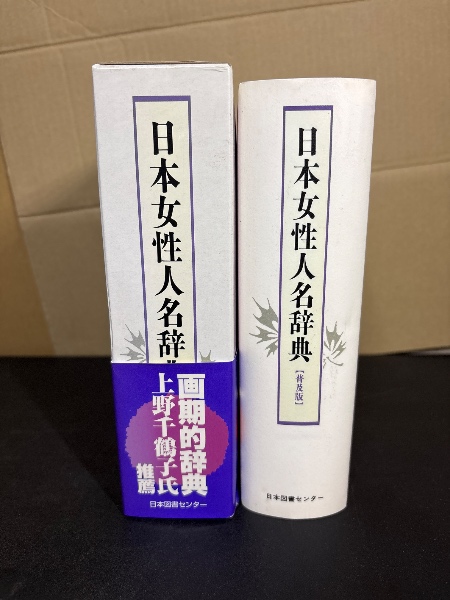 日本女性人名辞典
画期的辞典
上野千鶴子氏
推薦
日本図書センター
日本女性人名辞典
［普及版］
日本図書センター